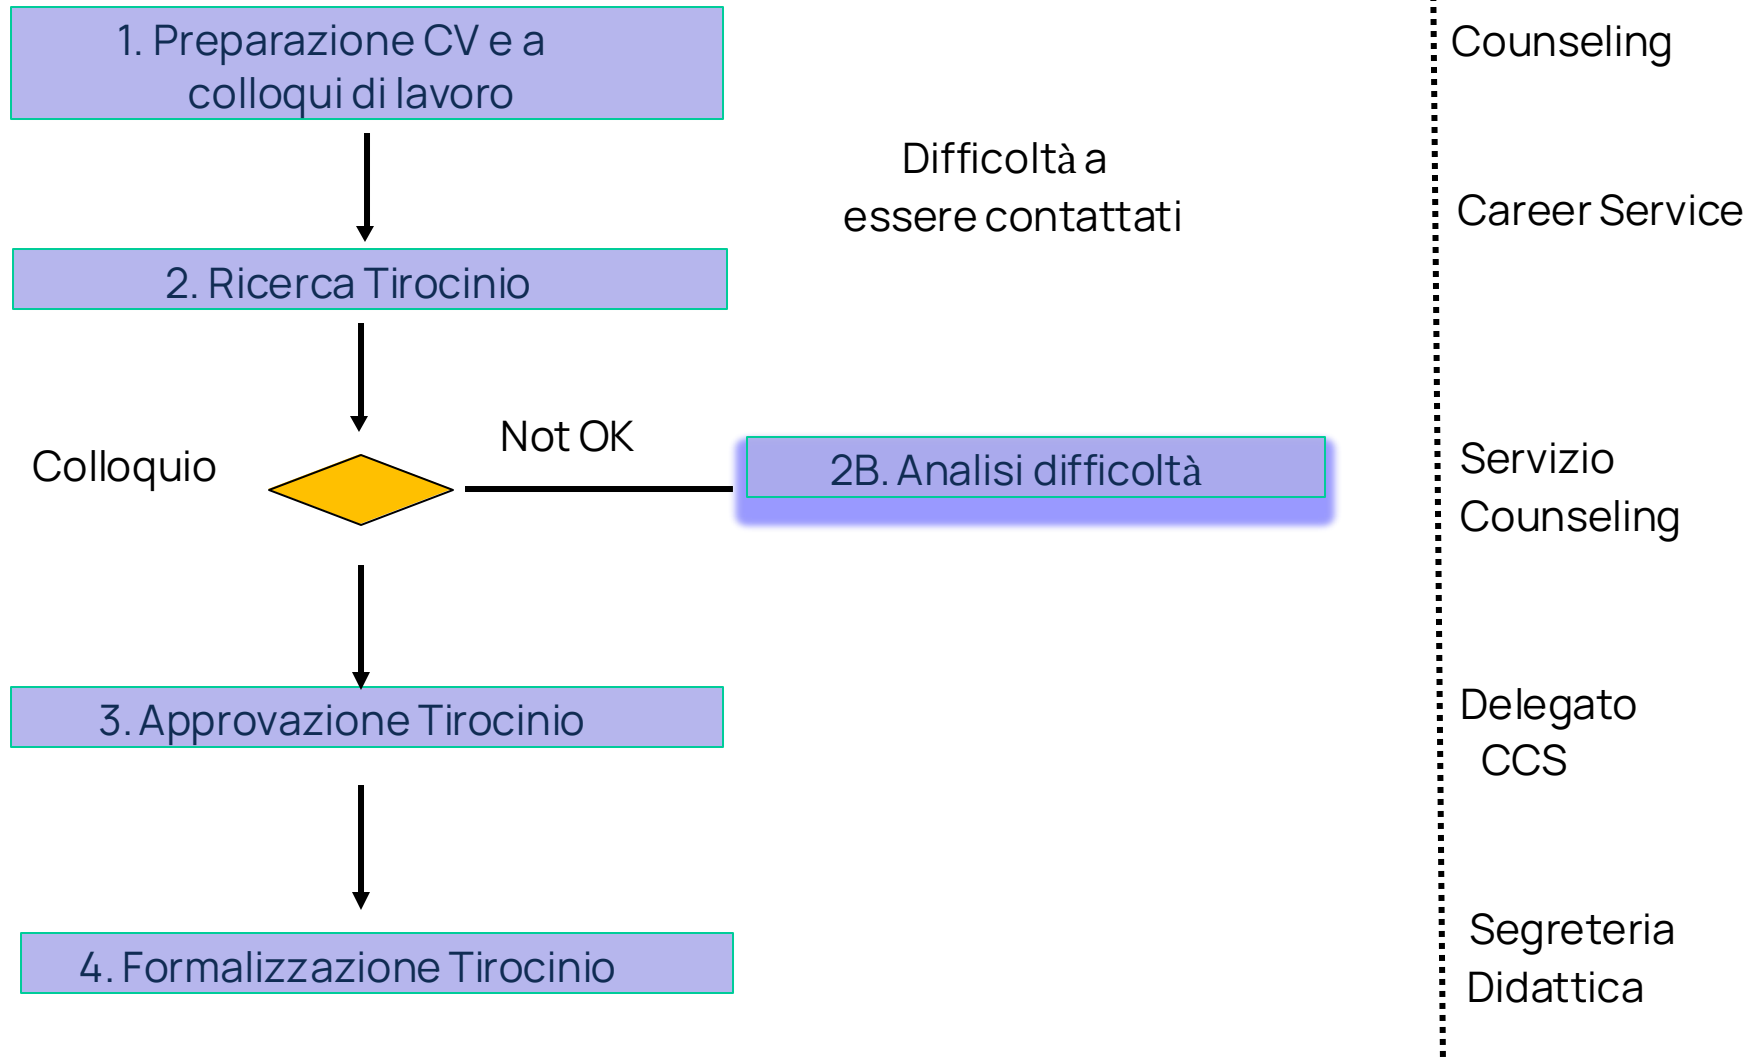 1. Preparazione CV e a
colloqui di lavoro
Counseling
Difficoltà a
essere contattati
Career Service
2. Ricerca Tirocinio
Colloquio
Not OK
2B. Analisi difficoltà
Servizio
Counseling
3. Approvazione Tirocinio
Delegato
CCS
4. Formalizzazione Tirocinio
Segreteria
Didattica